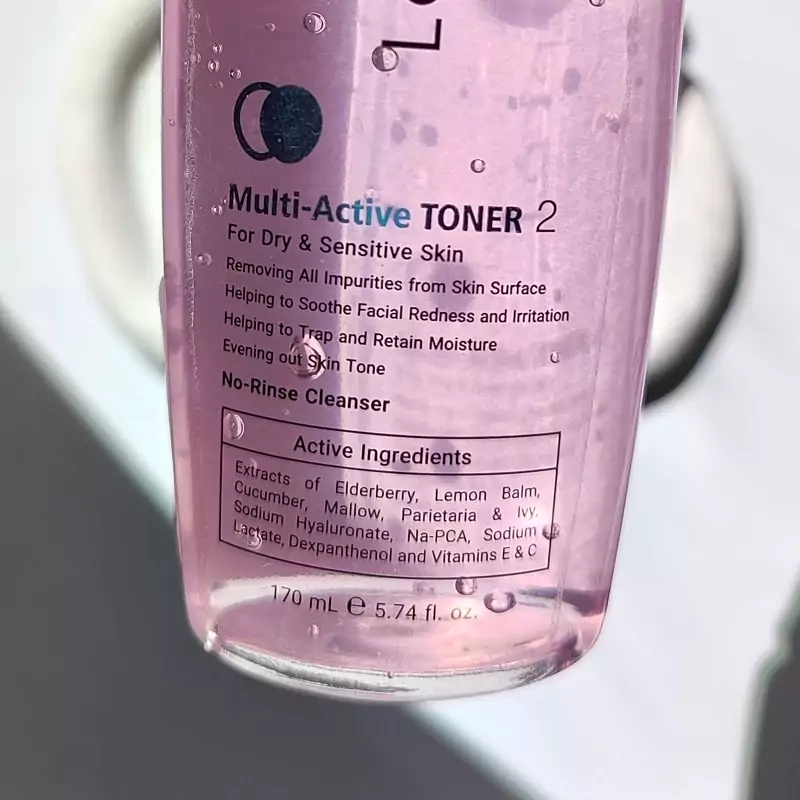 Multi-Active TONER 2
For Dry & Sensitive Skin
Removing All Impurities from Skin Surface
Helping to Soothe Facial Redness and Irritation
Helping to Trap and Retain Moisture
Evening out Skin Tone
No-Rinse Cleanser
Active Ingredients
Extracts of Elderberry, Lemon Balm,
Cucumber, Mallow, Parietaria & Ivy,
Sodium Hyaluronate, Na-PCA, Sodium
Lactate, Dexpanthenol and Vitamins E & C
170 mL ℮ 5.74 fl. oz.